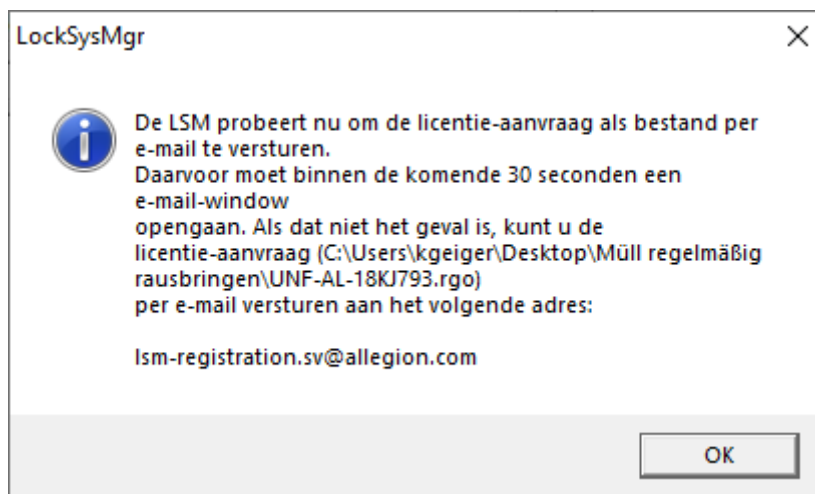 LockSysMgr
De LSM probeert nu om de licentie-aanvraag als bestand per
e-mail te versturen.
Daarvoor moet binnen de komende 30 seconden een
e-mail-window
opengaan. Als dat niet het geval is, kunt u de
licentie-aanvraag (C:\Users\kgeiger\Desktop\Müll regelmäßig
rausbringen\UNF-AL-18KJ793.rgo)
per e-mail versturen aan het volgende adres:
lsm-registration.sv@allegion.com
OK